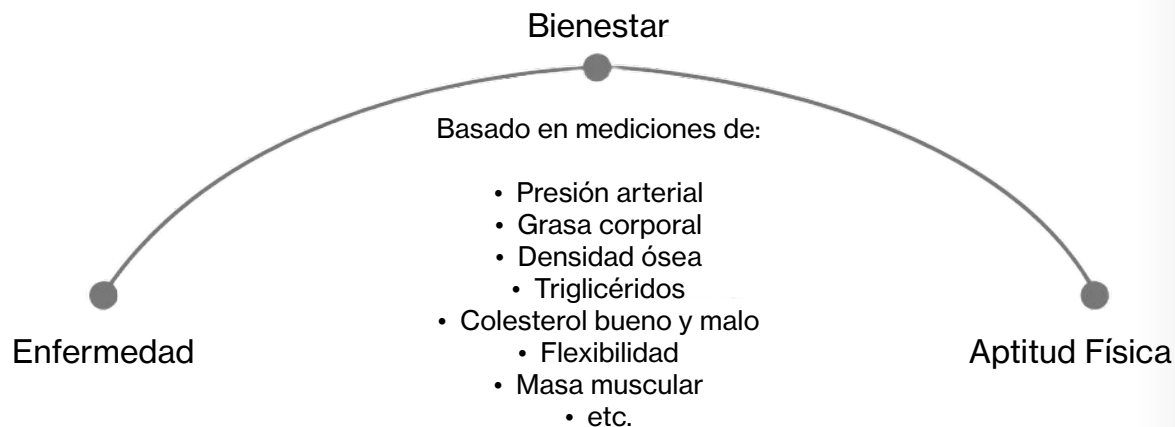 Bienestar
Basado en mediciones de:
• Presión arterial
• Grasa corporal
• Densidad ósea
• Triglicéridos
• Colesterol bueno y malo
• Flexibilidad
• Masa muscular
• etc.
Enfermedad
Aptitud Física